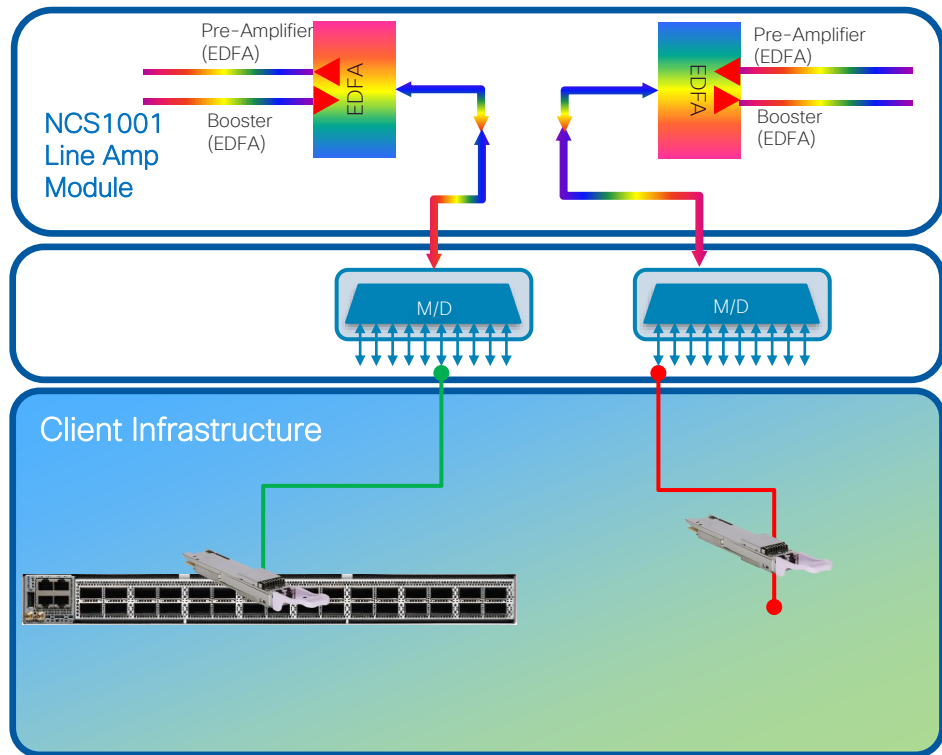 Pre-Amplifier
(EDFA)
EDFA
Booster
(EDFA)
NCS1001
Line Amp
Module
Pre-Amplifier
(EDFA)
EDFA
Booster
(EDFA)
M/D
M/D
Client Infrastructure